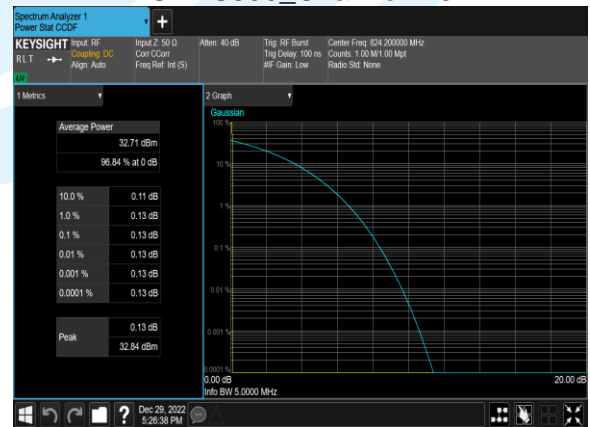 Spectrum Analyzer 1
Power Stat CCDF
+
KEYSIGHT
RLT
LXI
Input: RF
Coupling: DC
Align: Auto
Input Z: 50 Ω
Corr CCorr
Freq Ref: Int (S)
Atten: 40 dB
Trig: RF Burst
Trig Delay: 100 ns
#IF Gain: Low
Center Freq: 824.200000 MHz
Counts: 1.00 M/1.00 Mpt
Radio Std: None
1 Metrics
Average Power
32.71 dBm
96.84 % at 0 dB
10.0 % 0.11 dB
1.0 % 0.13 dB
0.1 % 0.13 dB
0.01 % 0.13 dB
0.001 % 0.13 dB
0.0001 % 0.13 dB
Peak
0.13 dB
32.84 dBm
2 Graph
Gaussian
100 %
10 %
1 %
0.1 %
0.01 %
0.001 %
0.0001 %
0.00 dB 20.00 dB
Info BW 5.0000 MHz
?
Dec 29, 2022
5:26:38 PM